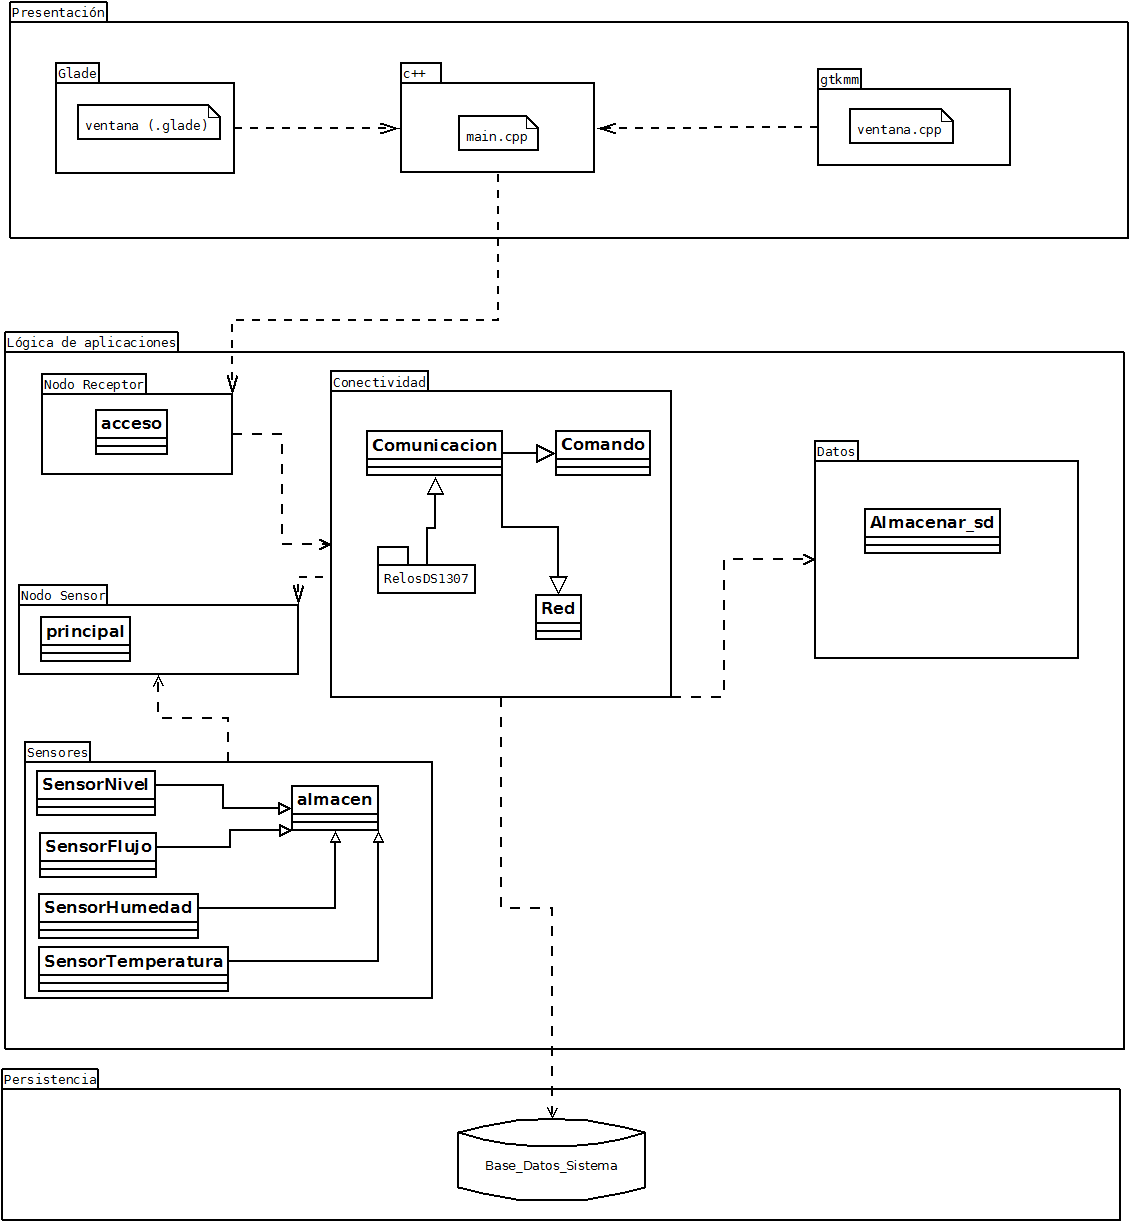 Presentación
Glade
ventana (.glade)
c++
main.cpp
gtkmm
ventana.cpp
Lógica de aplicaciones
Nodo Receptor
acceso
Conectividad
Comunicacion
Comando
RelosDS1307
Red
Datos
Almacenar_sd
Nodo Sensor
principal
Sensores
SensorNivel
almacen
SensorFlujo
SensorHumedad
SensorTemperatura
Persistencia
Base_Datos_Sistema